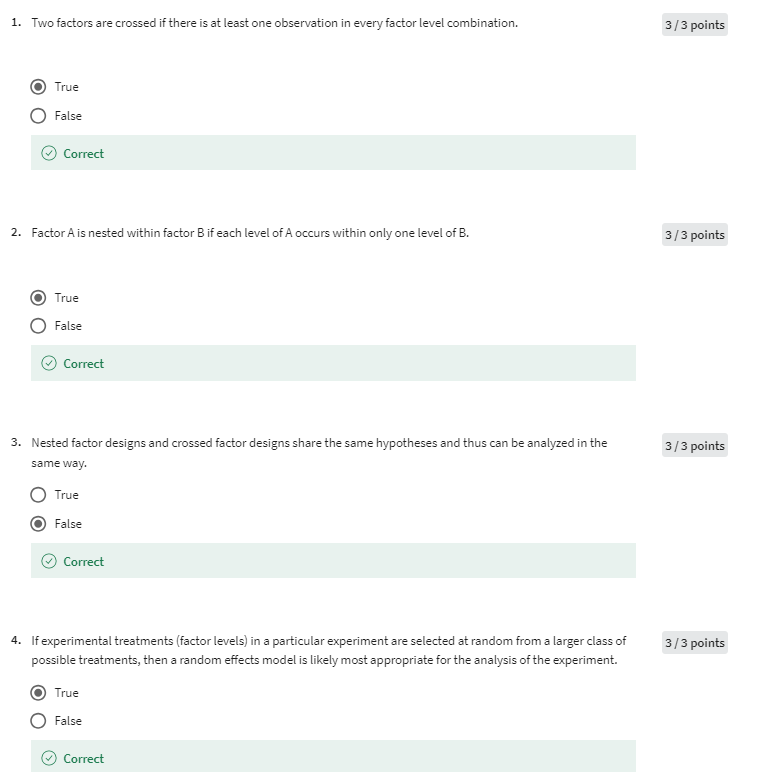 1. Two factors are crossed if there is at least one observation in every factor level combination.
3 / 3 points
True
False
Correct
2. Factor A is nested within factor B if each level of A occurs within only one level of B.
3 / 3 points
True
False
Correct
3. Nested factor designs and crossed factor designs share the same hypotheses and thus can be analyzed in the
same way.
3 / 3 points
True
False
Correct
4. If experimental treatments (factor levels) in a particular experiment are selected at random from a larger class of
possible treatments, then a random effects model is likely most appropriate for the analysis of the experiment.
3 / 3 points
True
False
Correct